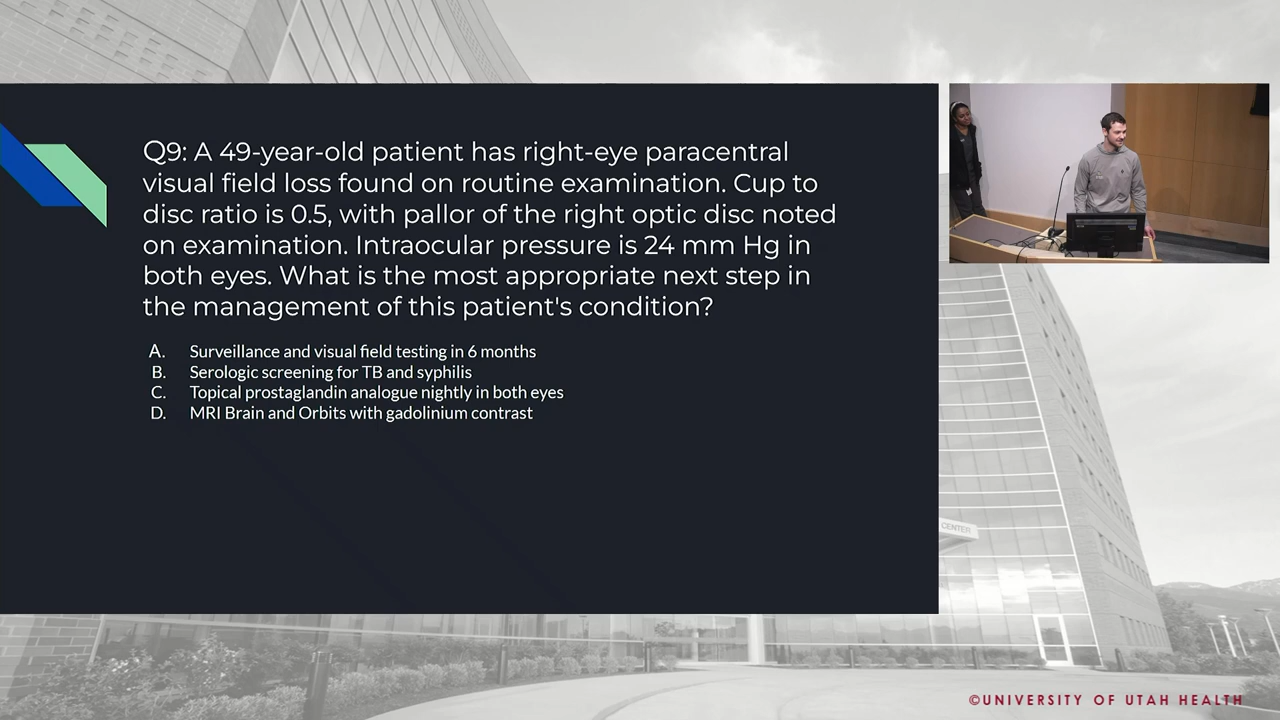 Q9: A 49-year-old patient has right-eye paracentral
visual field loss found on routine examination. Cup to
disc ratio is 0.5, with pallor of the right optic disc noted
on examination. Intraocular pressure is 24 mm Hg in
both eyes. What is the most appropriate next step in
the management of this patient's condition?
A. Surveillance and visual field testing in 6 months
B. Serologic screening for TB and syphilis
C. Topical prostaglandin analogue nightly in both eyes
D. MRI Brain and Orbits with gadolinium contrast
CENTER
©UNIVERSITY OF UTAH HEALTH